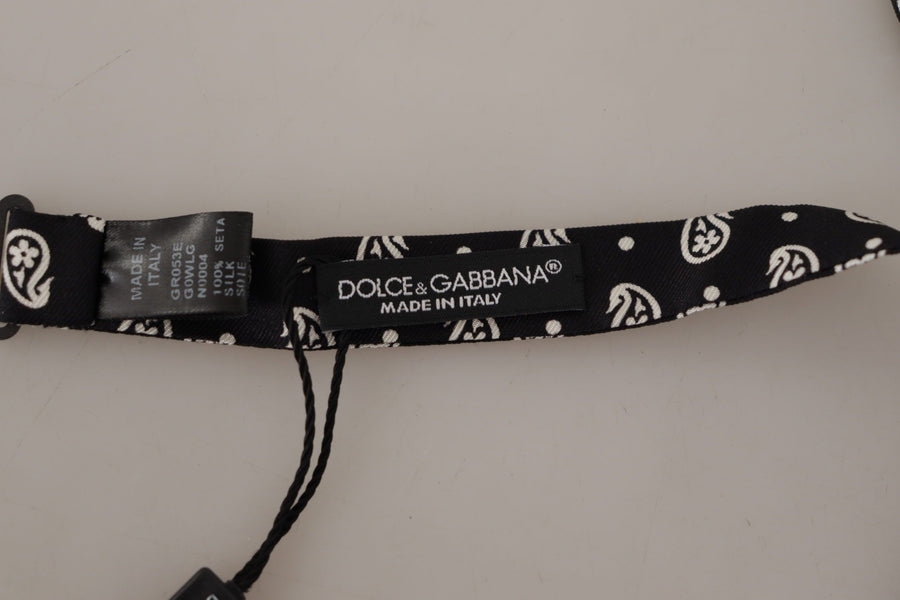 MADE IN
ITALY
GR053E
G0WLG
N0004
100% SETA
SILK
SOIE
DOLCE&GABBANA®
MADE IN ITALY